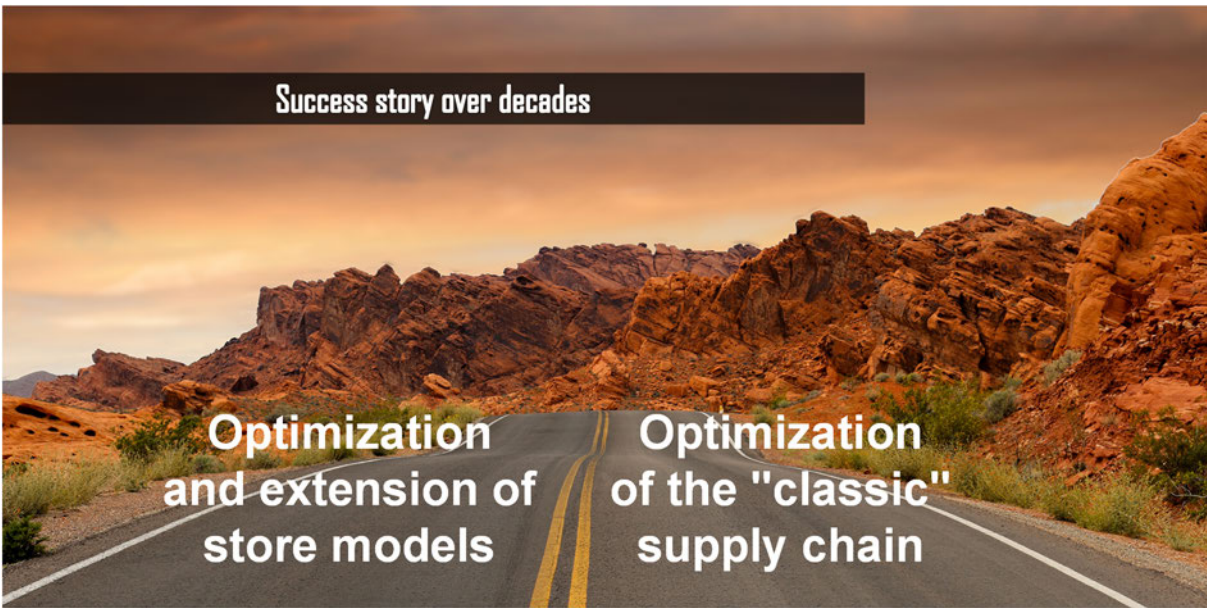 Success story over decades
Optimization
and extension of
store models
Optimization
of the "classic"
supply chain